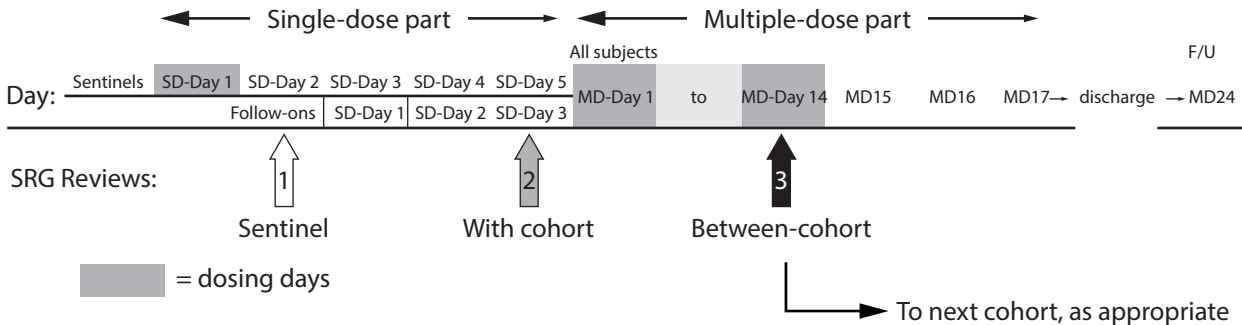 Single-dose part
Multiple-dose part
All subjects
F/U
Day:
Sentinels SD-Day 1 SD-Day 2 SD-Day 3 SD-Day 4 SD-Day 5
MD-Day 1 to MD-Day 14 MD15 MD16 MD17 → discharge → MD24
Follow-ons SD-Day 1 SD-Day 2 SD-Day 3
SRG Reviews:
1
2
3
Sentinel
With cohort
Between-cohort
= dosing days
To next cohort, as appropriate